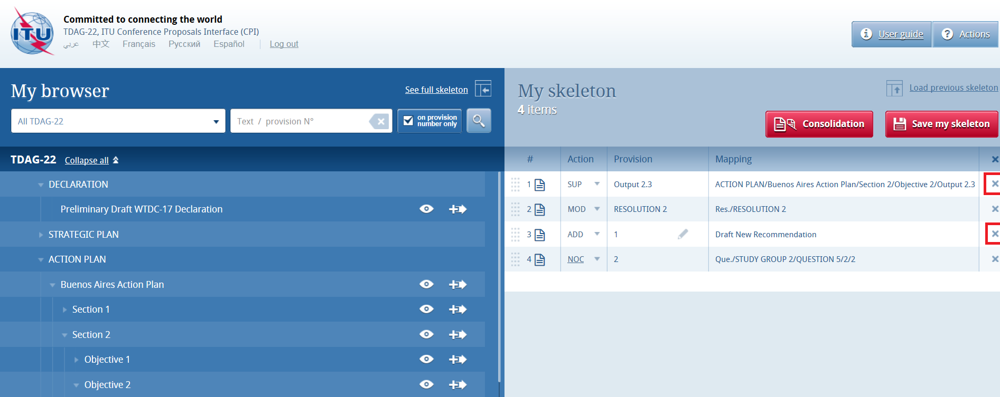 ITU
Committed to connecting the world
TDAG-22, ITU Conference Proposals Interface (CPI)
عربي 中文 Français Русский Español Log out
User guide Actions
My browser
See full skeleton
All TDAG-22
Text / provision N°
on provision
number only
TDAG-22 Collapse all
DECLARATION
Preliminary Draft WTDC-17 Declaration
STRATEGIC PLAN
ACTION PLAN
Buenos Aires Action Plan
Section 1
Section 2
Objective 1
Objective 2
My skeleton
4 items
Load previous skeleton
Consolidation Save my skeleton
# Action Provision Mapping
1 SUP Output 2.3 ACTION PLAN/Buenos Aires Action Plan/Section 2/Objective 2/Output 2.3
2 MOD RESOLUTION 2 Res./RESOLUTION 2
3 ADD 1 Draft New Recommendation
4 NOC 2 Que./STUDY GROUP 2/QUESTION 5/2/2